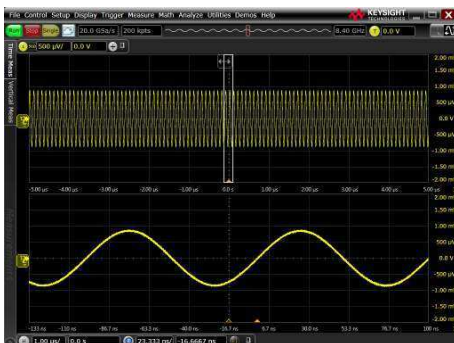 File Control Setup Display Trigger Measure Math Analyze Utilities Demos Help
KEYSIGHT
TECHNOLOGIES
Run Stop Single 20.0 GSa/s 200 kpts 8.40 GHz T 0.0 V
500 µV/ 0.0 V
Time Meas
Vertical Meas
2.00 mV
1.50 mV
1.00 mV
500 µV
0.0 V
-500 µV
-1.00 mV
-1.50 mV
-2.00 mV
-5.00 µs -4.00 µs -3.00 µs -2.00 µs -1.00 µs 0.0 s 1.00 µs 2.00 µs 3.00 µs 4.00 µs 5.00 µs
2.00 mV
1.50 mV
1.00 mV
500 µV
0.0 V
-500 µV
-1.00 mV
-1.50 mV
-2.00 mV
-133 ns -110 ns -86.7 ns -63.3 ns -40.0 ns -16.7 ns 6.67 ns 30.0 ns 53.3 ns 76.7 ns 100 ns
1.00 µs/ 0.0 s 23.333 ns/ -16.6667 ns